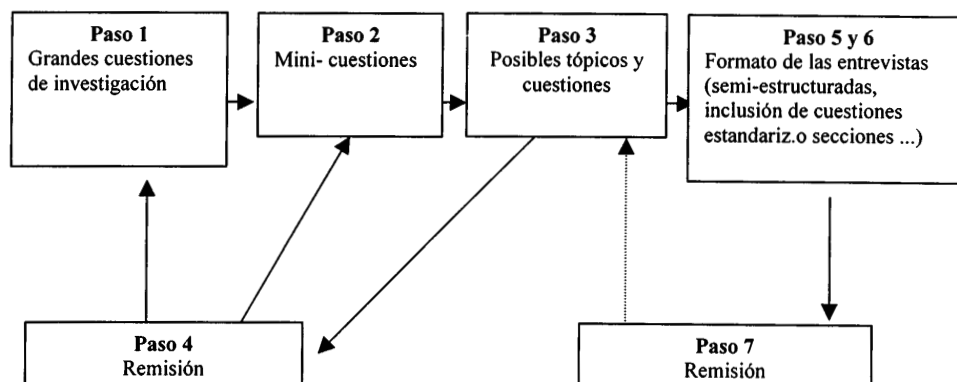 Paso 1
Grandes cuestiones
de investigación
Paso 2
Mini- cuestiones
Paso 3
Posibles tópicos y
cuestiones
Paso 5 y 6
Formato de las entrevistas
(semi-estructuradas,
inclusión de cuestiones
estandariz.o secciones ...)
Paso 4
Remisión
Paso 7
Remisión